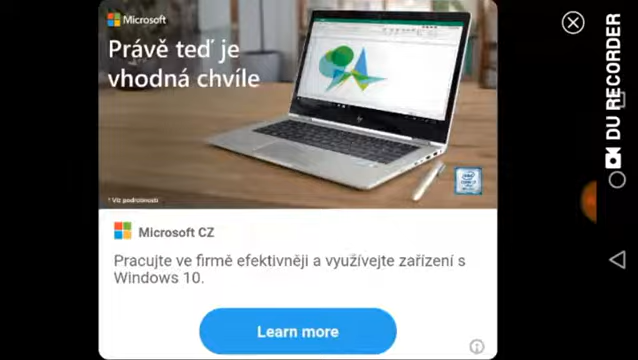 Microsoft
Právě teď je
vhodná chvíle
* Viz podrobnosti
Microsoft CZ
Pracujte ve firmě efektivněji a využívejte zařízení s
Windows 10.
Learn more
DU RECORDER